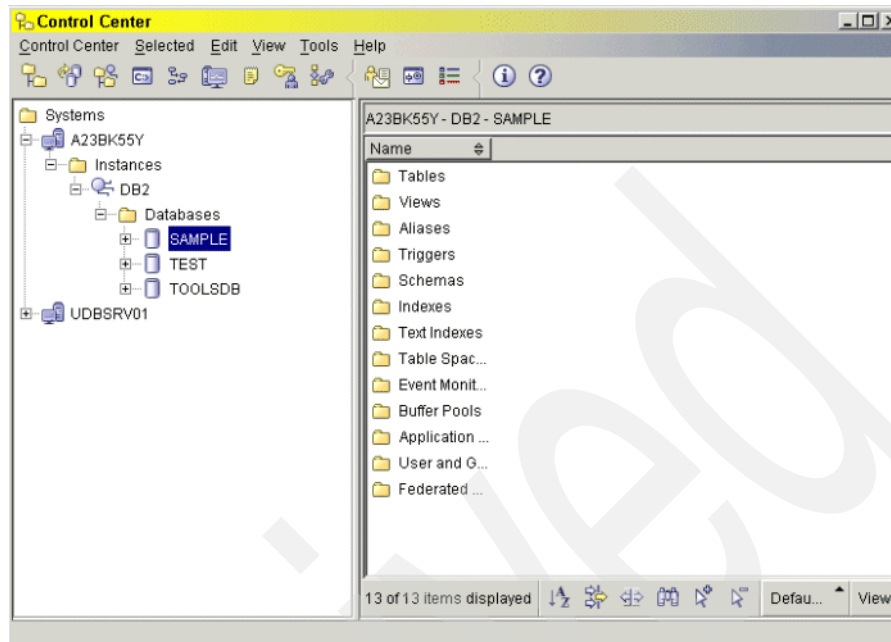 Control Center
Control Center Selected Edit View Tools Help
Systems
A23BK55Y
Instances
DB2
Databases
SAMPLE
TEST
TOOLSDB
UDBSRV01
A23BK55Y - DB2 - SAMPLE
Name
Tables
Views
Aliases
Triggers
Schemas
Indexes
Text Indexes
Table Spac...
Event Monit...
Buffer Pools
Application ...
User and G...
Federated ...
13 of 13 items displayed Defau... View